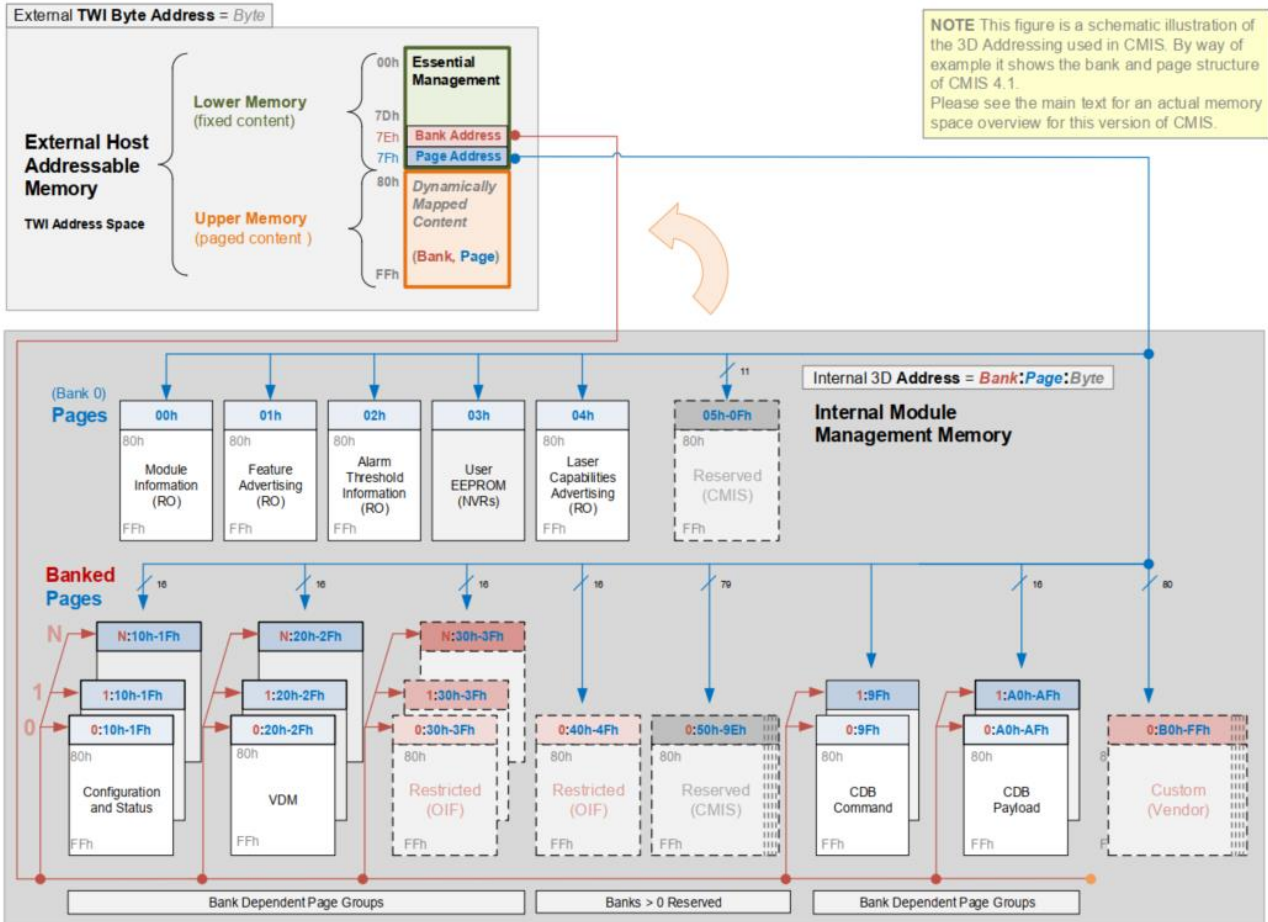 External TWI Byte Address = Byte
NOTE This figure is a schematic illustration of
the 3D Addressing used in CMIS. By way of
example it shows the bank and page structure
of CMIS 4.1.
Please see the main text for an actual memory
space overview for this version of CMIS.
External Host
Addressable
Memory
TWI Address Space
Lower Memory
(fixed content)
Upper Memory
(paged content )
00h
7Dh
7Eh
7Fh
80h
FFh
Essential
Management
Bank Address
Page Address
Dynamically
Mapped
Content
(Bank, Page)
Internal 3D Address = Bank:Page:Byte
Internal Module
Management Memory
(Bank 0)
Pages
11
00h
80h
Module
Information
(RO)
FFh
01h
80h
Feature
Advertising
(RO)
FFh
02h
80h
Alarm
Threshold
Information
(RO)
FFh
03h
User
EEPROM
(NVRs)
04h
80h
Laser
Capabilities
Advertising
(RO)
FFh
05h-0Fh
80h
Reserved
(CMIS)
FFh
Banked
Pages
16
16
16
16
79
16
80
N
1
0
N:10h-1Fh
1:10h-1Fh
0:10h-1Fh
80h
Configuration
and Status
FFh
N:20h-2Fh
1:20h-2Fh
0:20h-2Fh
80h
VDM
FFh
N:30h-3Fh
1:30h-3Fh
0:30h-3Fh
80h
Restricted
(OIF)
FFh
0:40h-4Fh
80h
Restricted
(OIF)
FFh
0:50h-9Eh
80h
Reserved
(CMIS)
FFh
1:9Fh
0:9Fh
80h
CDB
Command
FFh
1:A0h-AFh
0:A0h-AFh
80h
CDB
Payload
FFh
0:B0h-FFh
80h
Custom
(Vendor)
FFh
Bank Dependent Page Groups
Banks > 0 Reserved
Bank Dependent Page Groups